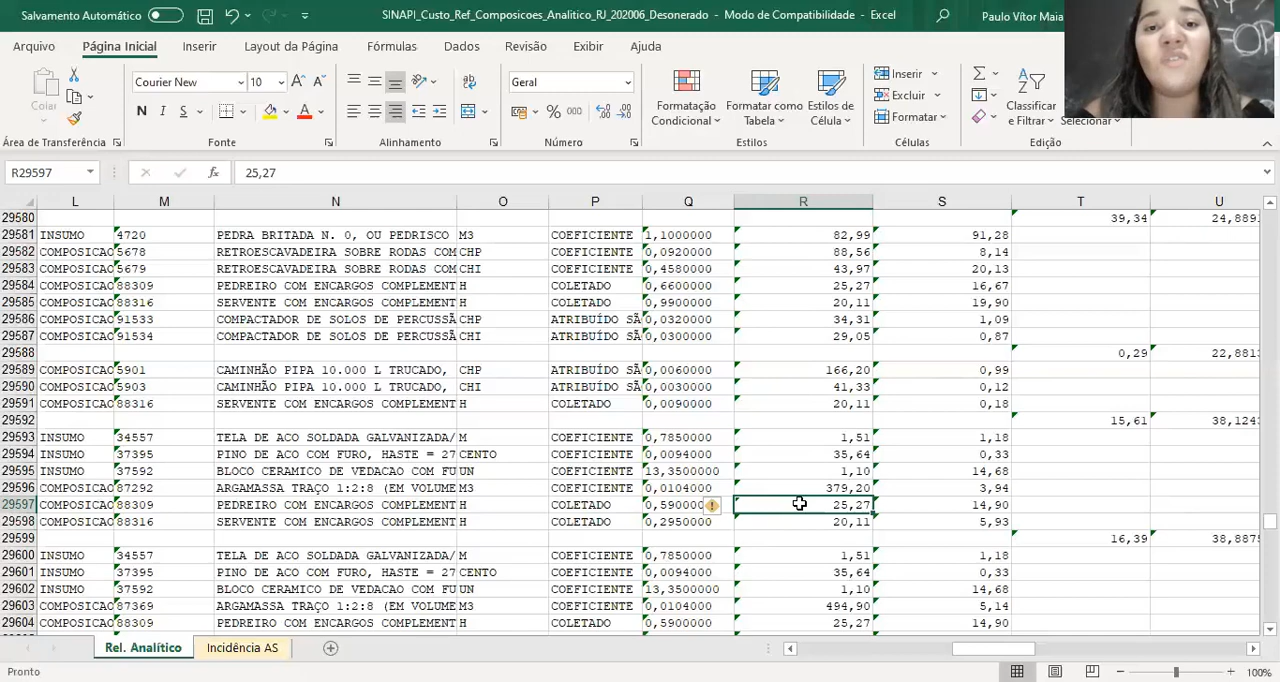 Salvamento Automático
SINAPI_Custo_Ref_Composicoes_Analitico_RJ_202006_Desonerado - Modo de Compatibilidade - Excel
Paulo Vítor Maia
Arquivo Página Inicial Inserir Layout da Página Fórmulas Dados Revisão Exibir Ajuda
Colar
Courier New 10
N I S
Geral
% 000
Formatação Condicional
Formatar como Tabela
Estilos de Célula
Inserir
Excluir
Formatar
Classificar e Filtrar
Selecionar
Área de Transferência Fonte Alinhamento Número Estilos Células Edição
R29597 fx 25,27
L M N O P Q R S T U
29580 39,34
29581 INSUMO 4720 PEDRA BRITADA N. 0, OU PEDRISCO M3 COEFICIENTE 1,1000000 82,99 91,28
29582 COMPOSICAO 5678 RETROESCAVADEIRA SOBRE RODAS COM CHP COEFICIENTE 0,0920000 88,56 8,14
29583 COMPOSICAO 5679 RETROESCAVADEIRA SOBRE RODAS COM CHI COEFICIENTE 0,4580000 43,97 20,13
29584 COMPOSICAO 88309 PEDREIRO COM ENCARGOS COMPLEMENT H COLETADO 0,6600000 25,27 16,67
29585 COMPOSICAO 88316 SERVENTE COM ENCARGOS COMPLEMENT H COLETADO 0,9900000 20,11 19,90
29586 COMPOSICAO 91533 COMPACTADOR DE SOLOS DE PERCUSSÃ CHP ATRIBUÍDO SÃ 0,0320000 34,31 1,09
29587 COMPOSICAO 91534 COMPACTADOR DE SOLOS DE PERCUSSÃ CHI ATRIBUÍDO SÃ 0,0300000 29,05 0,87
29588 0,29 22,881
29589 COMPOSICAO 5901 CAMINHÃO PIPA 10.000 L TRUCADO, CHP ATRIBUÍDO SÃ 0,0060000 166,20 0,99
29590 COMPOSICAO 5903 CAMINHÃO PIPA 10.000 L TRUCADO, CHI ATRIBUÍDO SÃ 0,0030000 41,33 0,12
29591 COMPOSICAO 88316 SERVENTE COM ENCARGOS COMPLEMENT H COLETADO 0,0090000 20,11 0,18
29592 15,61 38,124
29593 INSUMO 34557 TELA DE ACO SOLDADA GALVANIZADA/ M COEFICIENTE 0,7850000 1,51 1,18
29594 INSUMO 37395 PINO DE ACO COM FURO, HASTE = 27 CENTO COEFICIENTE 0,0094000 35,64 0,33
29595 INSUMO 37592 BLOCO CERAMICO DE VEDACAO COM FU UN COEFICIENTE 13,3500000 1,10 14,68
29596 COMPOSICAO 87292 ARGAMASSA TRAÇO 1:2:8 (EM VOLUME M3 COEFICIENTE 0,0104000 379,20 3,94
29597 COMPOSICAO 88309 PEDREIRO COM ENCARGOS COMPLEMENT H COLETADO 0,59000 25,27 14,90
29598 COMPOSICAO 88316 SERVENTE COM ENCARGOS COMPLEMENT H COLETADO 0,2950000 20,11 5,93
29599 16,39 38,887
29600 INSUMO 34557 TELA DE ACO SOLDADA GALVANIZADA/ M COEFICIENTE 0,7850000 1,51 1,18
29601 INSUMO 37395 PINO DE ACO COM FURO, HASTE = 27 CENTO COEFICIENTE 0,0094000 35,64 0,33
29602 INSUMO 37592 BLOCO CERAMICO DE VEDACAO COM FU UN COEFICIENTE 13,3500000 1,10 14,68
29603 COMPOSICAO 87369 ARGAMASSA TRAÇO 1:2:8 (EM VOLUME M3 COEFICIENTE 0,0104000 494,90 5,14
29604 COMPOSICAO 88309 PEDREIRO COM ENCARGOS COMPLEMENT H COLETADO 0,5900000 25,27 14,90
Rel. Analítico Incidência AS
Pronto 100%